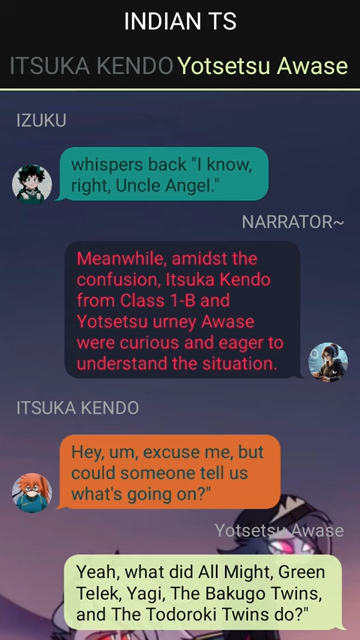 INDIAN TS
ITSUKA KENDO Yotsetsu Awase
IZUKU
whispers back "I know,
right, Uncle Angel."
NARRATOR~
Meanwhile, amidst the
confusion, Itsuka Kendo
from Class 1-B and
Yotsetsu urney Awase
were curious and eager to
understand the situation.
ITSUKA KENDO
Hey, um, excuse me, but
could someone tell us
what's going on?"
Yotsetsu Awase
Yeah, what did All Might, Green
Telek, Yagi, The Bakugo Twins,
and The Todoroki Twins do?"